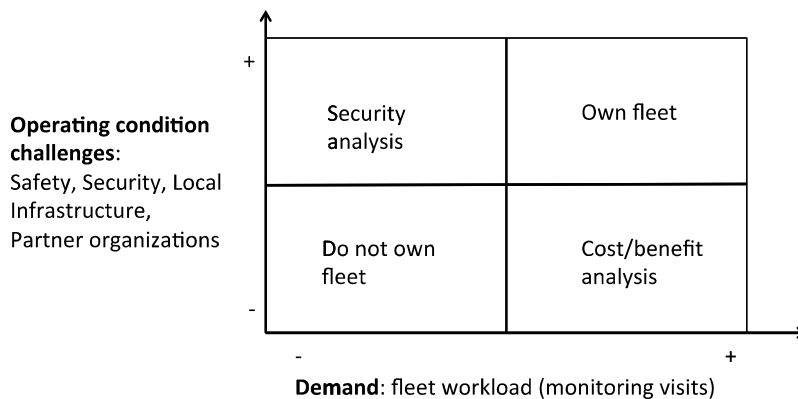 +
Security
analysis
Own fleet
Operating condition
challenges:
Safety, Security, Local
Infrastructure,
Partner organizations
Do not own
fleet
Cost/benefit
analysis
-
-
+
Demand: fleet workload (monitoring visits)